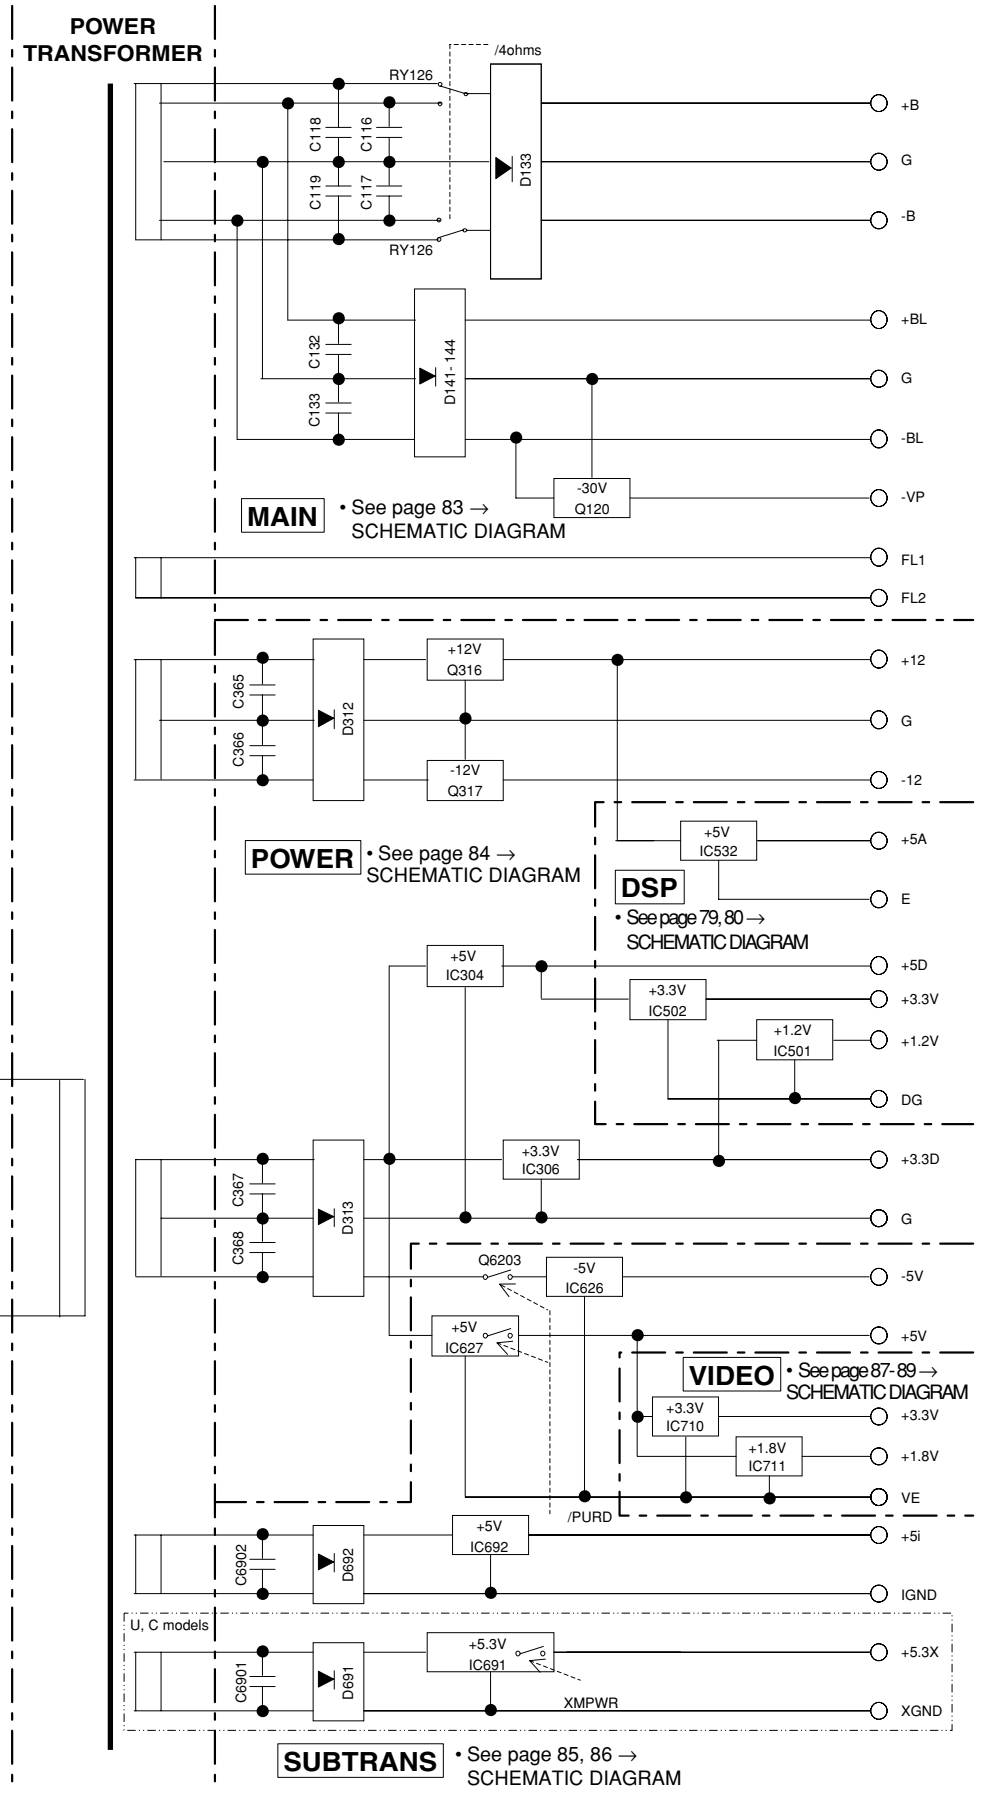 POWER
TRANSFORMER
/4ohms
RY126
+B
C118
C116
G
D133
C119
C117
-B
RY126
+BL
C132
D141-144
G
C133
-BL
-30V
Q120
-VP
MAIN
• See page 83 →
SCHEMATIC DIAGRAM
FL1
FL2
+12V
Q316
+12
C365
D312
G
C366
-12V
Q317
-12
+5V
IC532
+5A
POWER
• See page 84 →
SCHEMATIC DIAGRAM
DSP
E
• See page 79, 80 →
SCHEMATIC DIAGRAM
+5V
IC304
+5D
+3.3V
IC502
+3.3V
+1.2V
IC501
+1.2V
DG
+3.3V
IC306
+3.3D
C367
D313
G
C368
Q6203
-5V
IC626
-5V
+5V
IC627
+5V
VIDEO
• See page 87-89 →
SCHEMATIC DIAGRAM
+3.3V
IC710
+3.3V
+1.8V
IC711
+1.8V
VE
/PURD
+5V
IC692
+5i
C6902
D692
IGND
U, C models
+5.3V
IC691
+5.3X
C6901
D691
XMPWR
XGND
SUBTRANS
• See page 85, 86 →
SCHEMATIC DIAGRAM